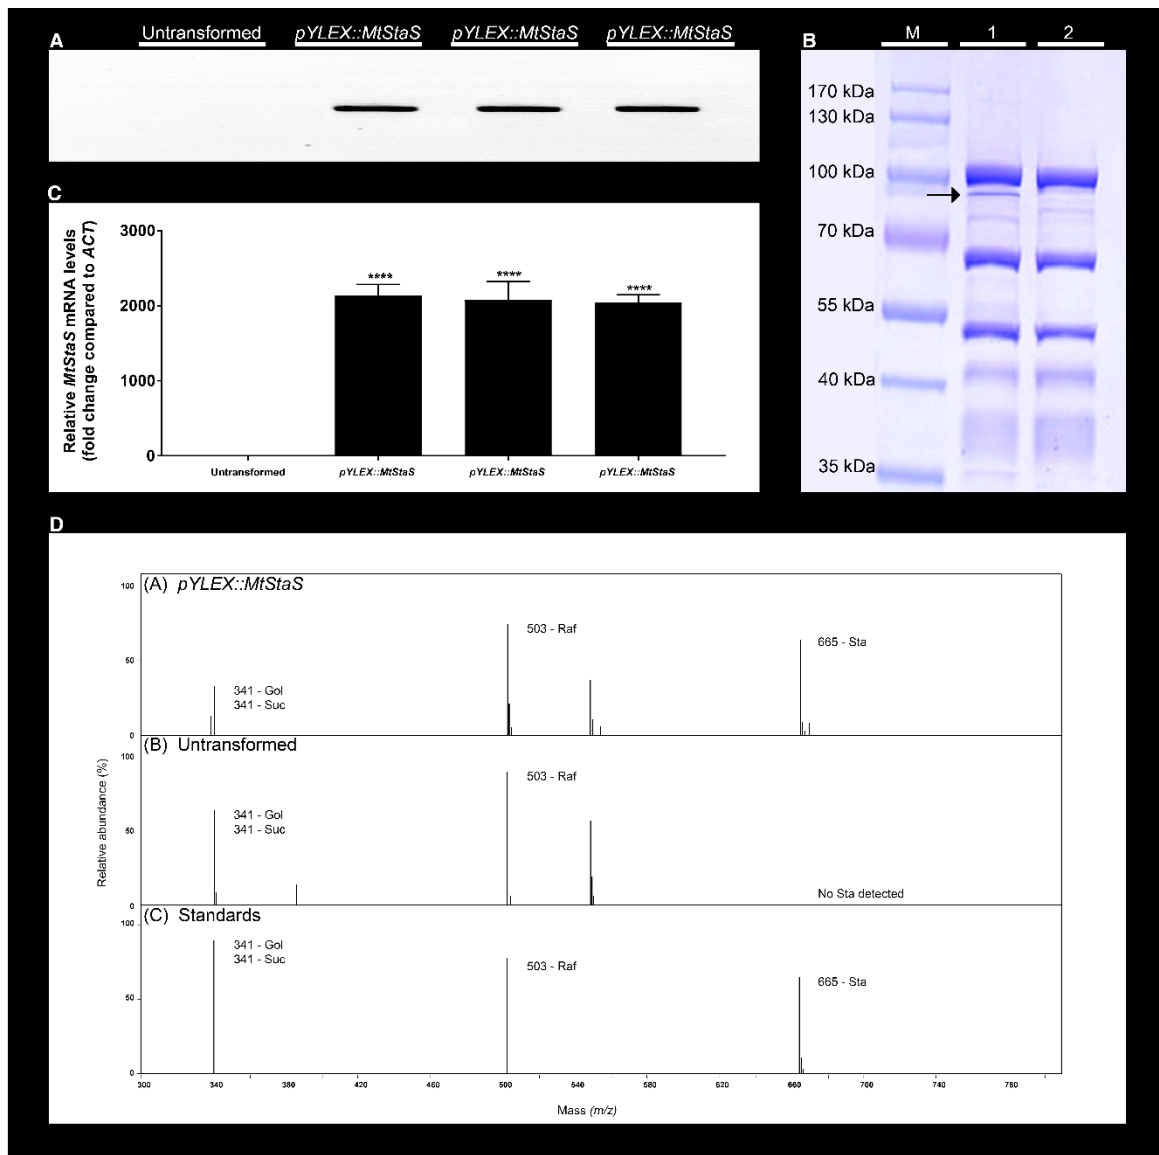 A
Untransformed pYLEX::MtStaS pYLEX::MtStaS pYLEX::MtStaS
B
M 1 2
170 kDa
130 kDa
100 kDa
70 kDa
55 kDa
40 kDa
35 kDa
C
Relative MtStaS mRNA levels
(fold change compared to ACT)
3000
2000
1000
0
**** **** ****
Untransformed pYLEX::MtStaS pYLEX::MtStaS pYLEX::MtStaS
D
Relative abundance (%)
(A) pYLEX::MtStaS
100
50
0
341 - Gol
341 - Suc
503 - Raf
665 - Sta
(B) Untransformed
100
50
0
341 - Gol
341 - Suc
503 - Raf
No Sta detected
(C) Standards
100
50
0
341 - Gol
341 - Suc
503 - Raf
665 - Sta
300 340 380 420 460 500 640 580 620 660 700 740 780
Mass (m/z)